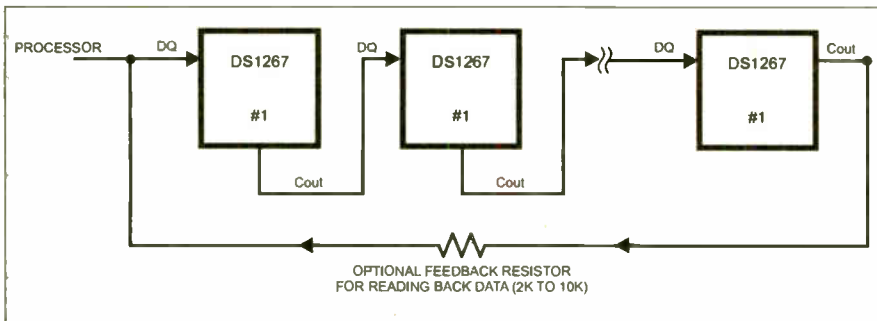 PROCESSOR
DQ
DS1267
#1
Cout
DQ
DS1267
#1
Cout
DQ
DS1267
#1
Cout
OPTIONAL FEEDBACK RESISTOR
FOR READING BACK DATA (2K TO 10K)